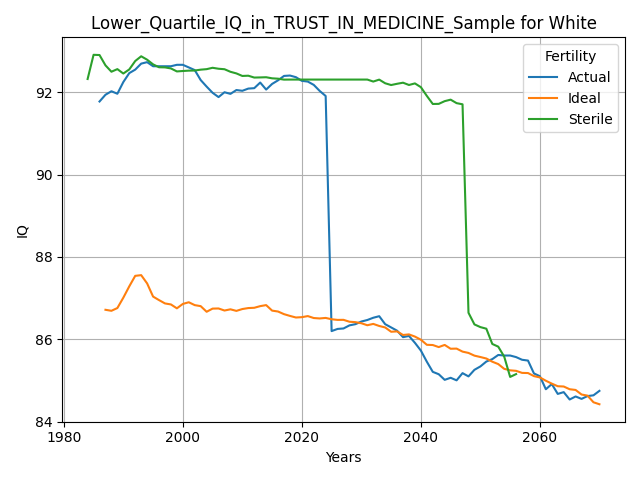 Lower_Quartile_IQ_in_TRUST_IN_MEDICINE_Sample for White
Fertility
Actual
Ideal
Sterile
IQ
92
90
88
86
84
1980
2000
2020
2040
2060
Years